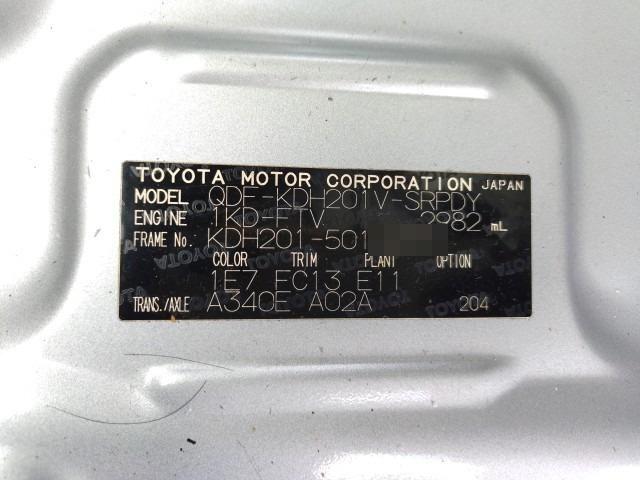 TOYOTA MOTOR CORPORATION JAPAN
MODEL QDF-KDH201V-SRPDY
ENGINE 1KD-FTV 2982 mL
FRAME No. KDH201-501
COLOR TRIM PLANT OPTION
1E7 EC13 E11
TRANS./AXLE A340E A02A 204